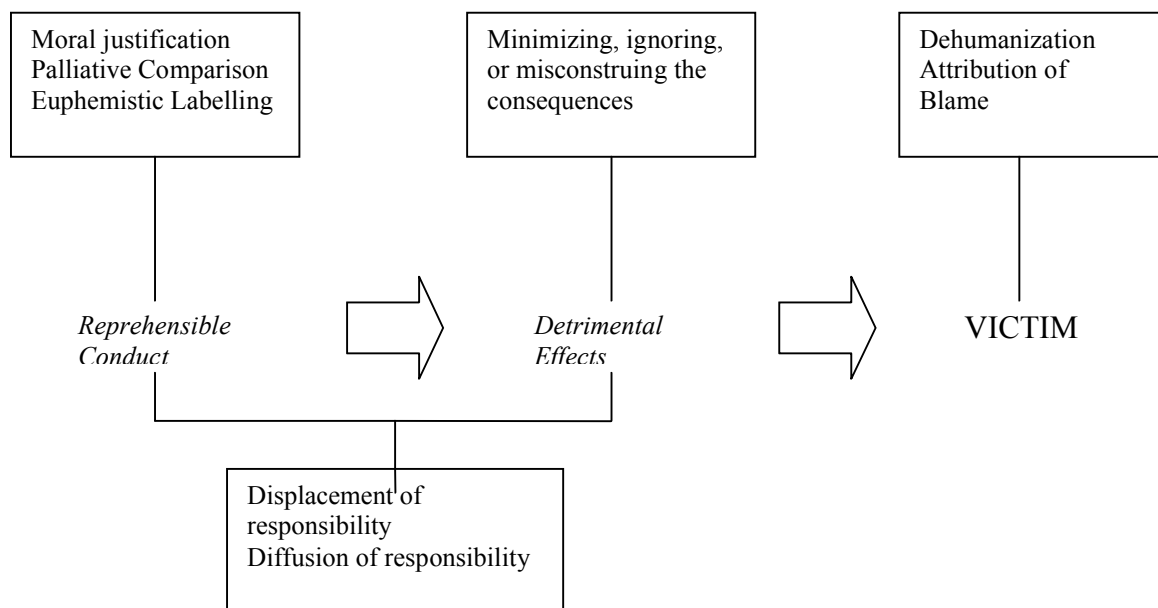 Moral justification
Palliative Comparison
Euphemistic Labelling
Minimizing, ignoring,
or misconstruing the
consequences
Dehumanization
Attribution of
Blame
Reprehensible
Conduct
Detrimental
Effects
VICTIM
Displacement of
responsibility
Diffusion of responsibility